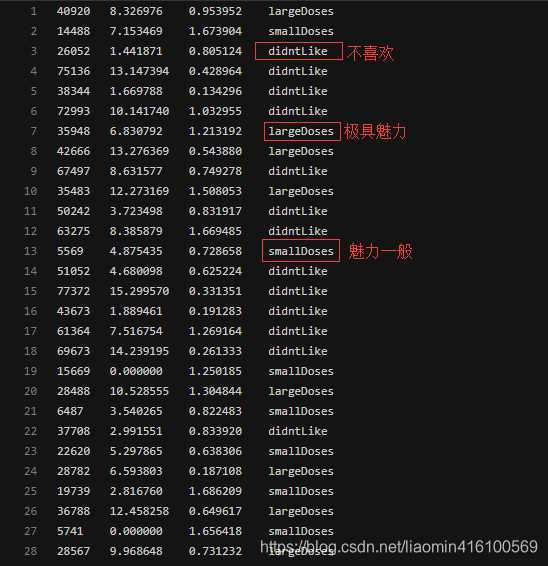 1 40920 8.326976 0.953952 largeDoses
2 14488 7.153469 1.673904 smallDoses
3 26052 1.441871 0.805124 didntLike 不喜欢
4 75136 13.147394 0.428964 didntLike
5 38344 1.669788 0.134296 didntLike
6 72993 10.141740 1.032955 didntLike
7 35948 6.830792 1.213192 largeDoses 极具魅力
8 42666 13.276369 0.543880 largeDoses
9 67497 8.631577 0.749278 didntLike
10 35483 12.273169 1.508053 largeDoses
11 50242 3.723498 0.831917 didntLike
12 63275 8.385879 1.669485 didntLike
13 5569 4.875435 0.728658 smallDoses 魅力一般
14 51052 4.680098 0.625224 didntLike
15 77372 15.299570 0.331351 didntLike
16 43673 1.889461 0.191283 didntLike
17 61364 7.516754 1.269164 didntLike
18 69673 14.239195 0.261333 didntLike
19 15669 0.000000 1.250185 smallDoses
20 28488 10.528555 1.304844 largeDoses
21 6487 3.540265 0.822483 smallDoses
22 37708 2.991551 0.833920 didntLike
23 22620 5.297865 0.638306 smallDoses
24 28782 6.593803 0.187108 largeDoses
25 19739 2.816760 1.686209 smallDoses
26 36788 12.458258 0.649617 largeDoses
27 5741 0.000000 1.656418 smallDoses
28 28567 9.968648 0.731232 largeDoses
https://blog.csdn.net/liaomin416100569